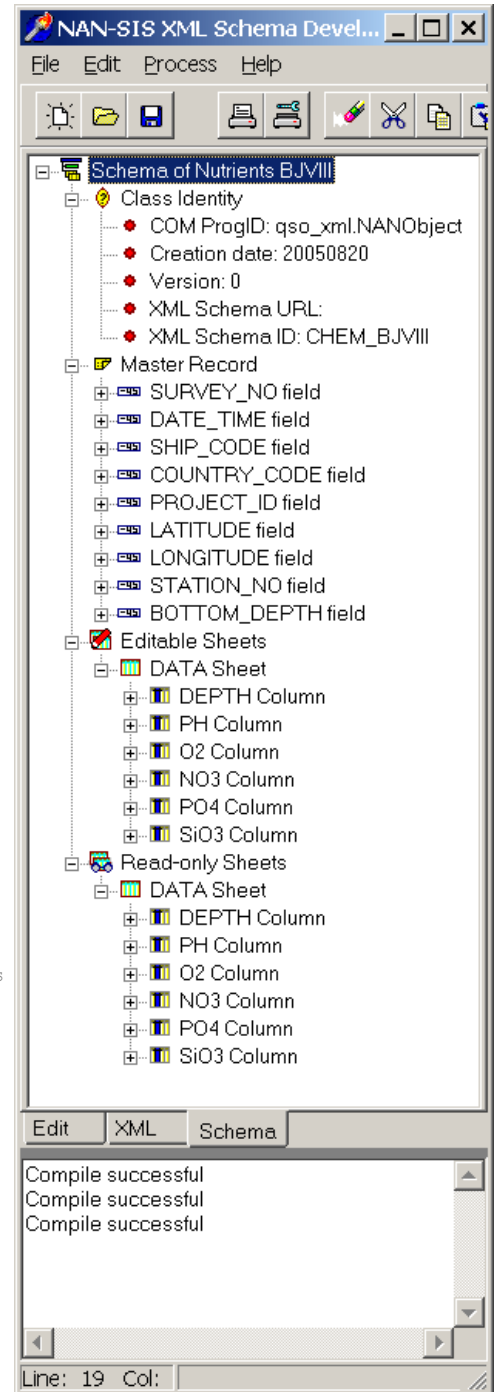 NAN-SIS XML Schema Devel...
File Edit Process Help
Schema of Nutrients BJVIII
Class Identity
COM ProgID: qso_xml.NANObject
Creation date: 20050820
Version: 0
XML Schema URL:
XML Schema ID: CHEM_BJVIII
Master Record
SURVEY_NO field
DATE_TIME field
SHIP_CODE field
COUNTRY_CODE field
PROJECT_ID field
LATITUDE field
LONGITUDE field
STATION_NO field
BOTTOM_DEPTH field
Editable Sheets
DATA Sheet
DEPTH Column
PH Column
O2 Column
NO3 Column
PO4 Column
SiO3 Column
Read-only Sheets
DATA Sheet
DEPTH Column
PH Column
O2 Column
NO3 Column
PO4 Column
SiO3 Column
s
Edit XML Schema
Compile successful
Compile successful
Compile successful
Line: 19 Col: